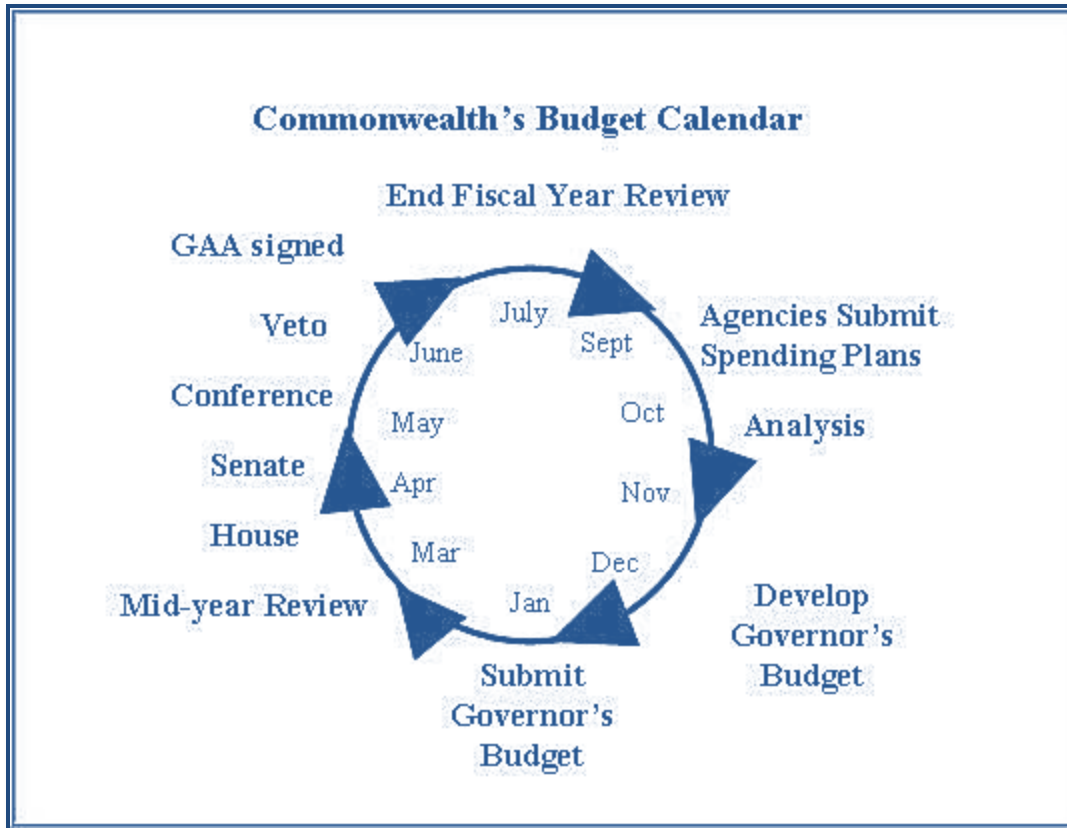 Commonwealth's Budget Calendar
End Fiscal Year Review
GAA signed
Veto
Conference
Senate
House
Mid-year Review
Submit
Governor's
Budget
Develop
Governor's
Budget
Analysis
Agencies Submit
Spending Plans
July
Sept
Oct
Nov
Dec
Jan
Mar
Apr
May
June